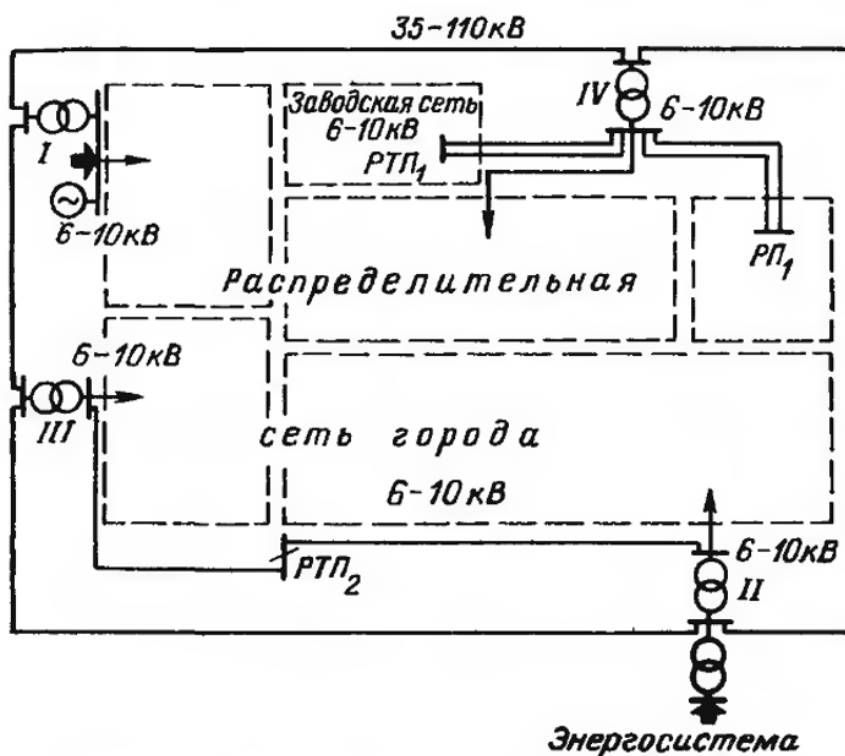 35-110кВ
IV
6-10кВ
Заводская сеть
6-10кВ
РТП1
I
6-10кВ
РП1
Распределительная
6-10кВ
III
сеть города
6-10кВ
6-10кВ
РТП2
II
Энергосистема